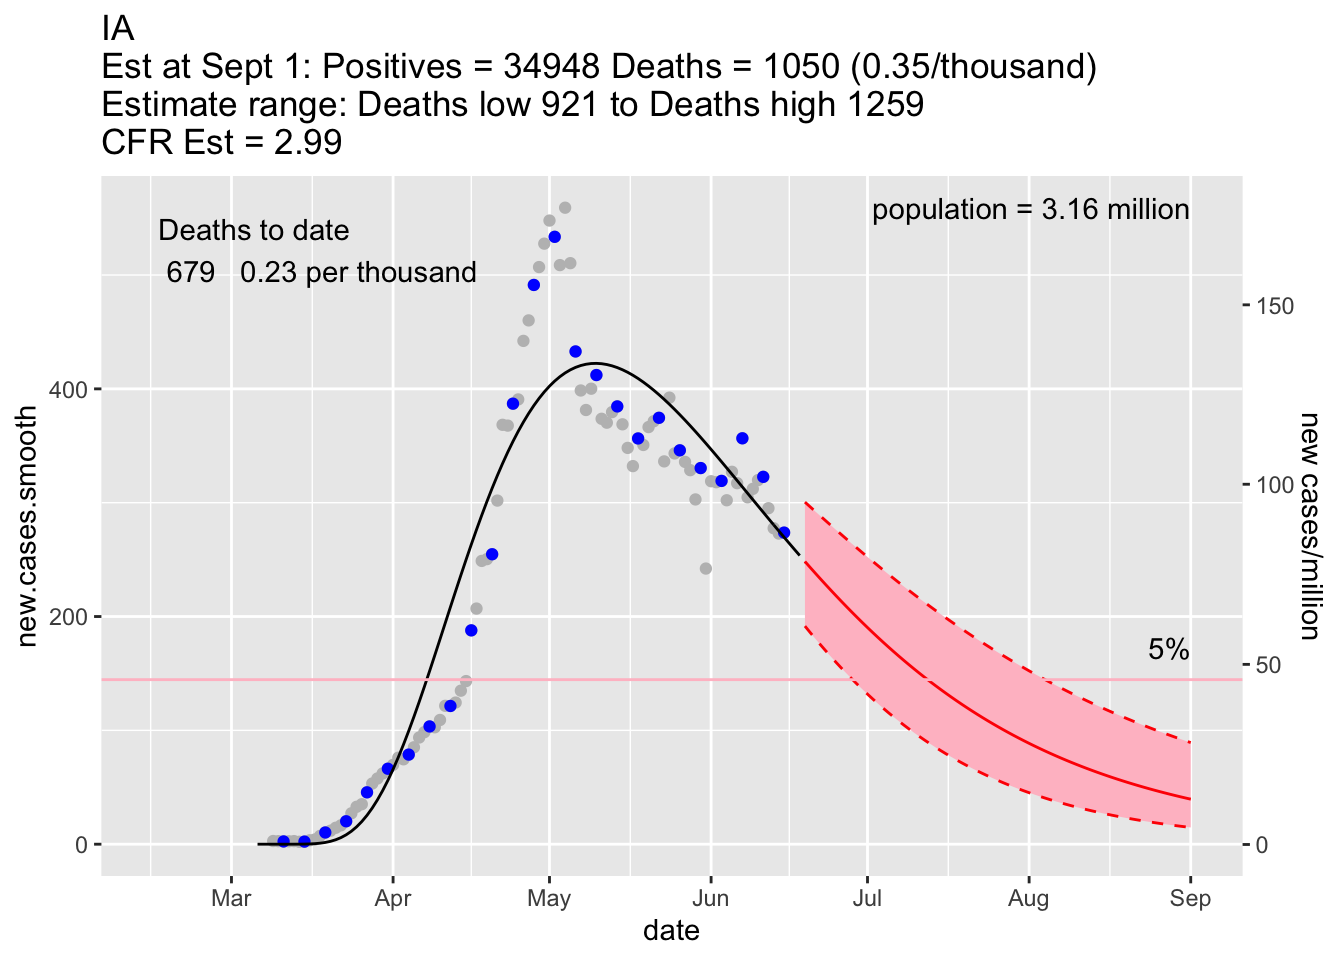 IA
Est at Sept 1: Positives = 34948 Deaths = 1050 (0.35/thousand)
Estimate range: Deaths low 921 to Deaths high 1259
CFR Est = 2.99
Deaths to date
679 0.23 per thousand
population = 3.16 million
5%
400
200
0
new.cases.smooth
150
100
50
0
new cases/million
Mar Apr May Jun Jul Aug Sep
date